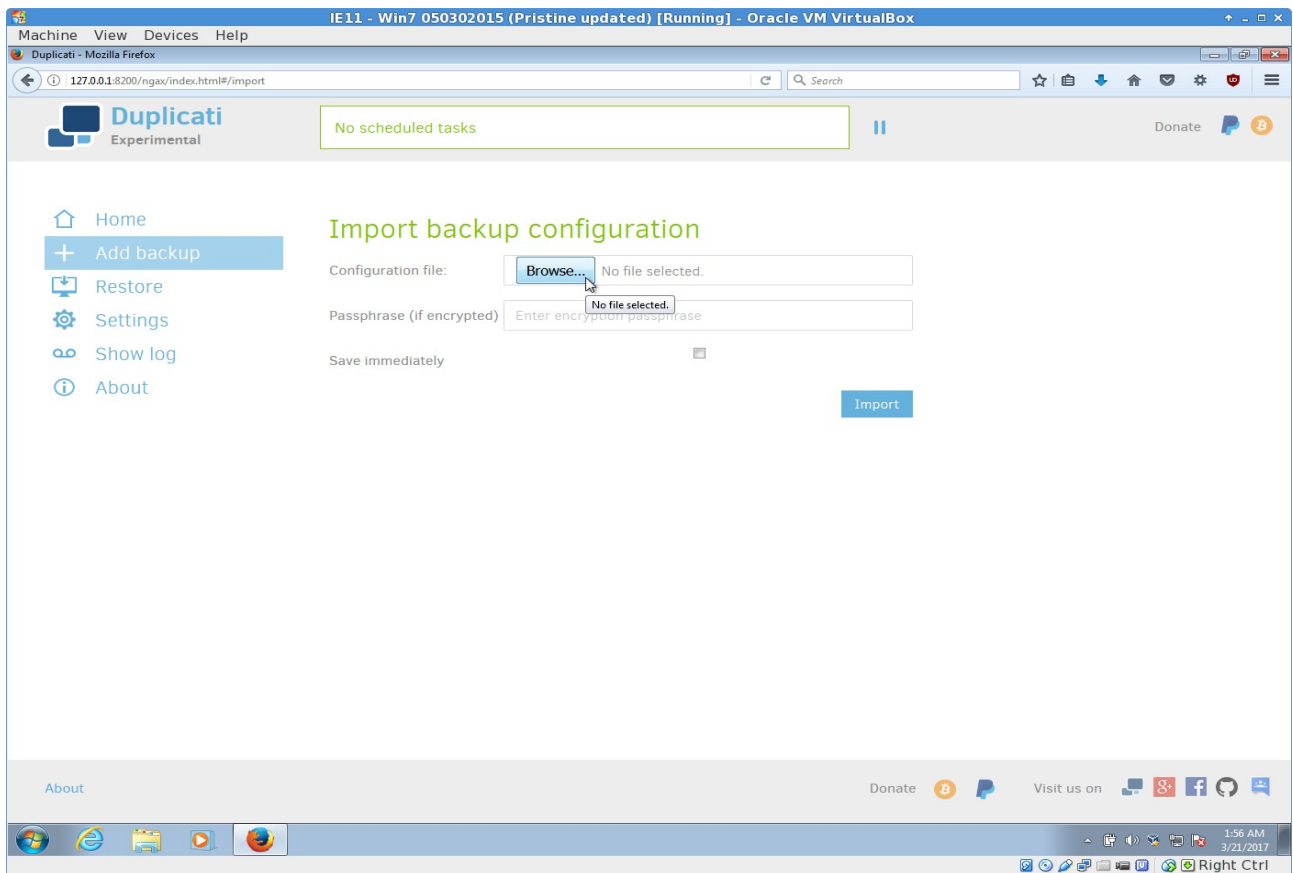 IE11 - Win7 050302015 (Pristine updated) [Running] - Oracle VM VirtualBox
Machine View Devices Help
Duplicati - Mozilla Firefox
127.0.0.1:8200/ngax/index.html#/import
Search
Duplicati
Experimental
No scheduled tasks
Donate
Home
Add backup
Restore
Settings
Show log
About
Import backup configuration
Configuration file:
Browse... No file selected.
No file selected.
Passphrase (if encrypted)
Enter encryption passphrase
Save immediately
Import
About
Donate
Visit us on
1:56 AM
3/21/2017
Right Ctrl